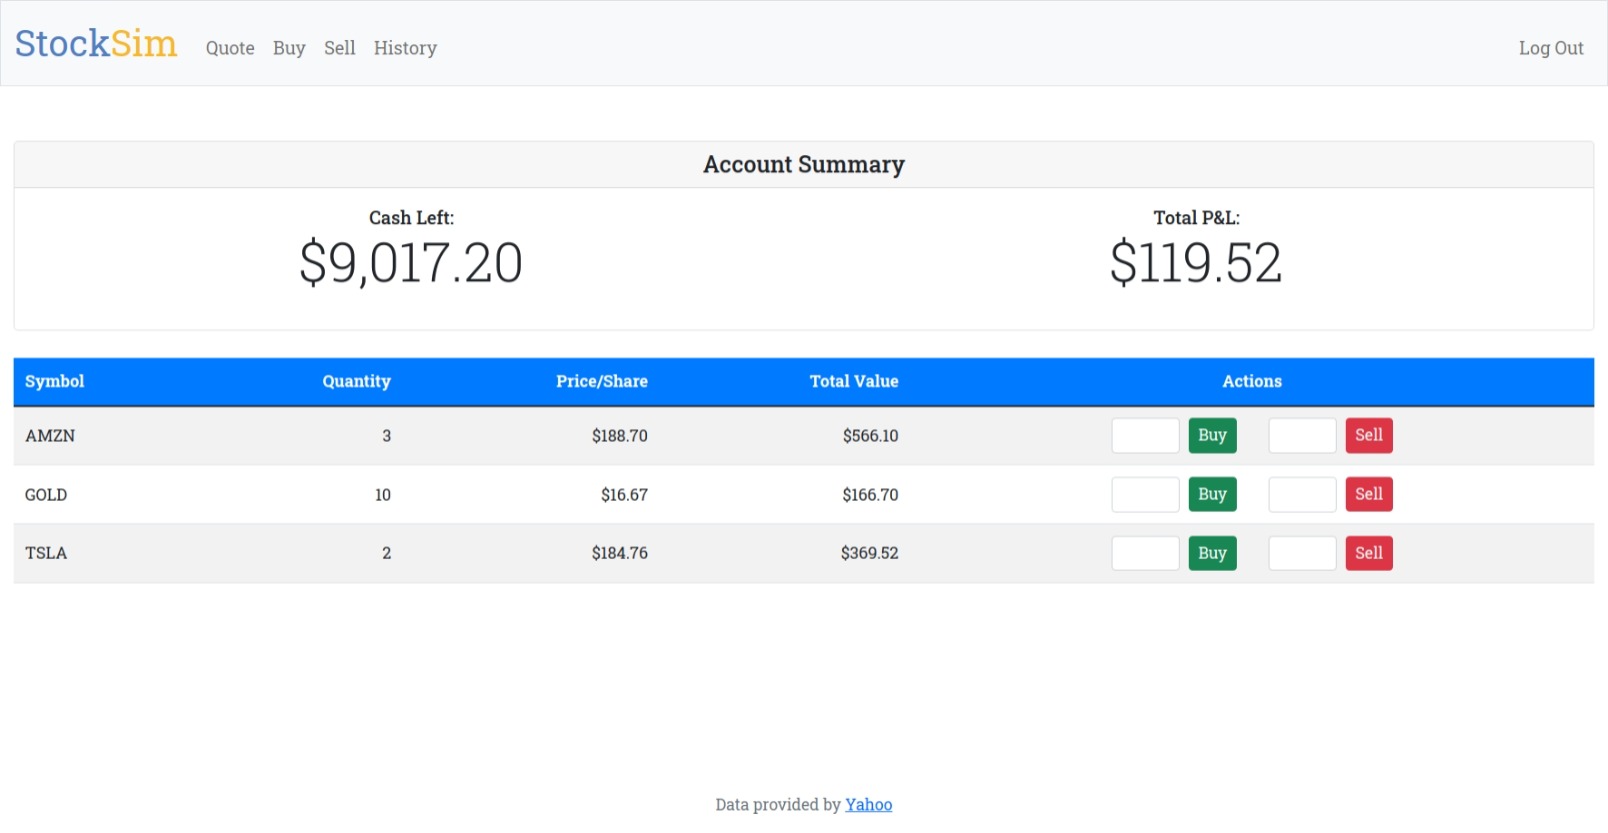 StockSim Quote Buy Sell History Log Out
Account Summary
Cash Left: Total P&L:
$9,017.20 $119.52
Symbol Quantity Price/Share Total Value Actions
AMZN 3 $188.70 $566.10 Buy Sell
GOLD 10 $16.67 $166.70 Buy Sell
TSLA 2 $184.76 $369.52 Buy Sell
Data provided by Yahoo